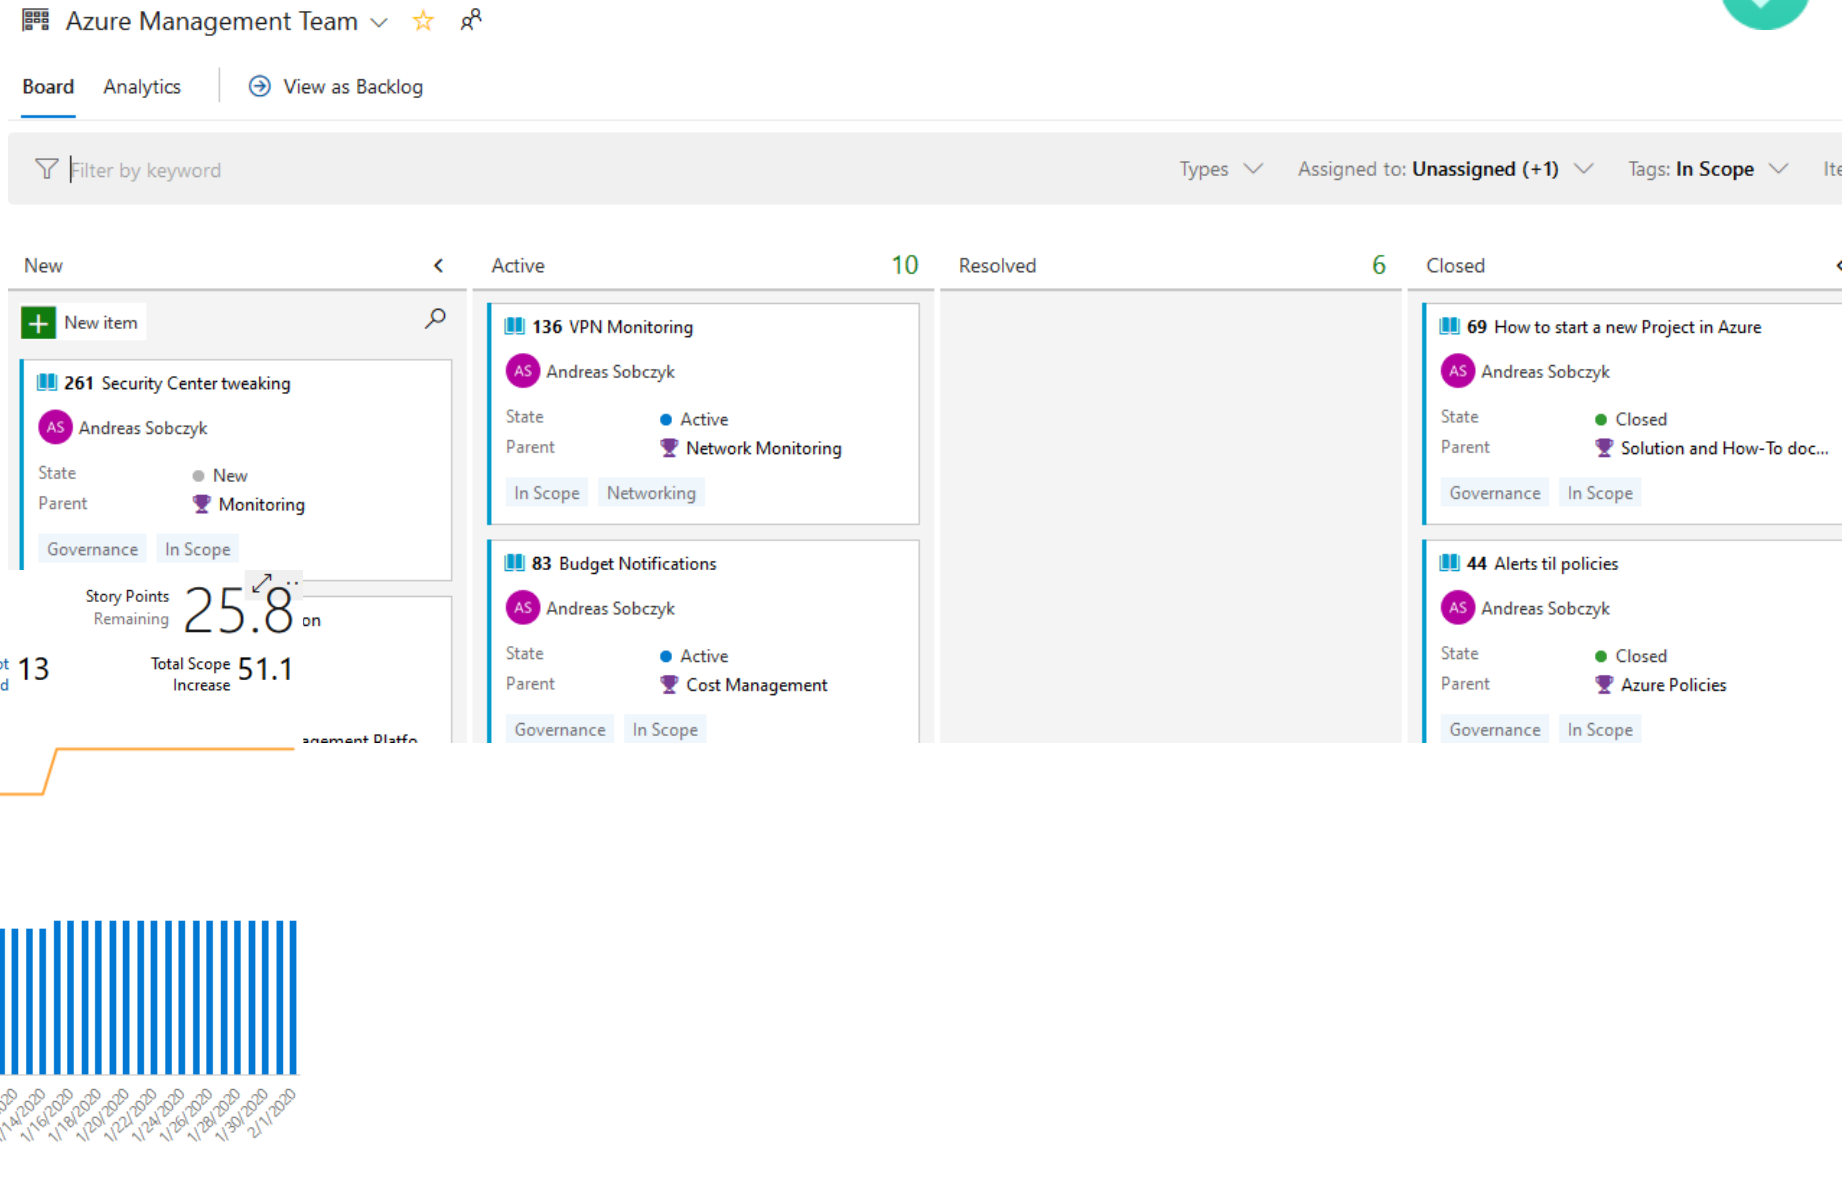 Azure Management Team
Board Analytics View as Backlog
Filter by keyword Types Assigned to: Unassigned (+1) Tags: In Scope
New Active 10 Resolved 6 Closed
New item
261 Security Center tweaking
AS Andreas Sobczyk
State New
Parent Monitoring
Governance In Scope
136 VPN Monitoring
AS Andreas Sobczyk
State Active
Parent Network Monitoring
In Scope Networking
83 Budget Notifications
AS Andreas Sobczyk
State Active
Parent Cost Management
Governance In Scope
69 How to start a new Project in Azure
AS Andreas Sobczyk
State Closed
Parent Solution and How-To doc...
Governance In Scope
44 Alerts til policies
AS Andreas Sobczyk
State Closed
Parent Azure Policies
Governance In Scope
Story Points
Remaining 25.8
on
13 Total Scope
Increase 51.1
1/14/2020
1/16/2020
1/18/2020
1/20/2020
1/22/2020
1/24/2020
1/26/2020
1/28/2020
1/30/2020
2/1/2020